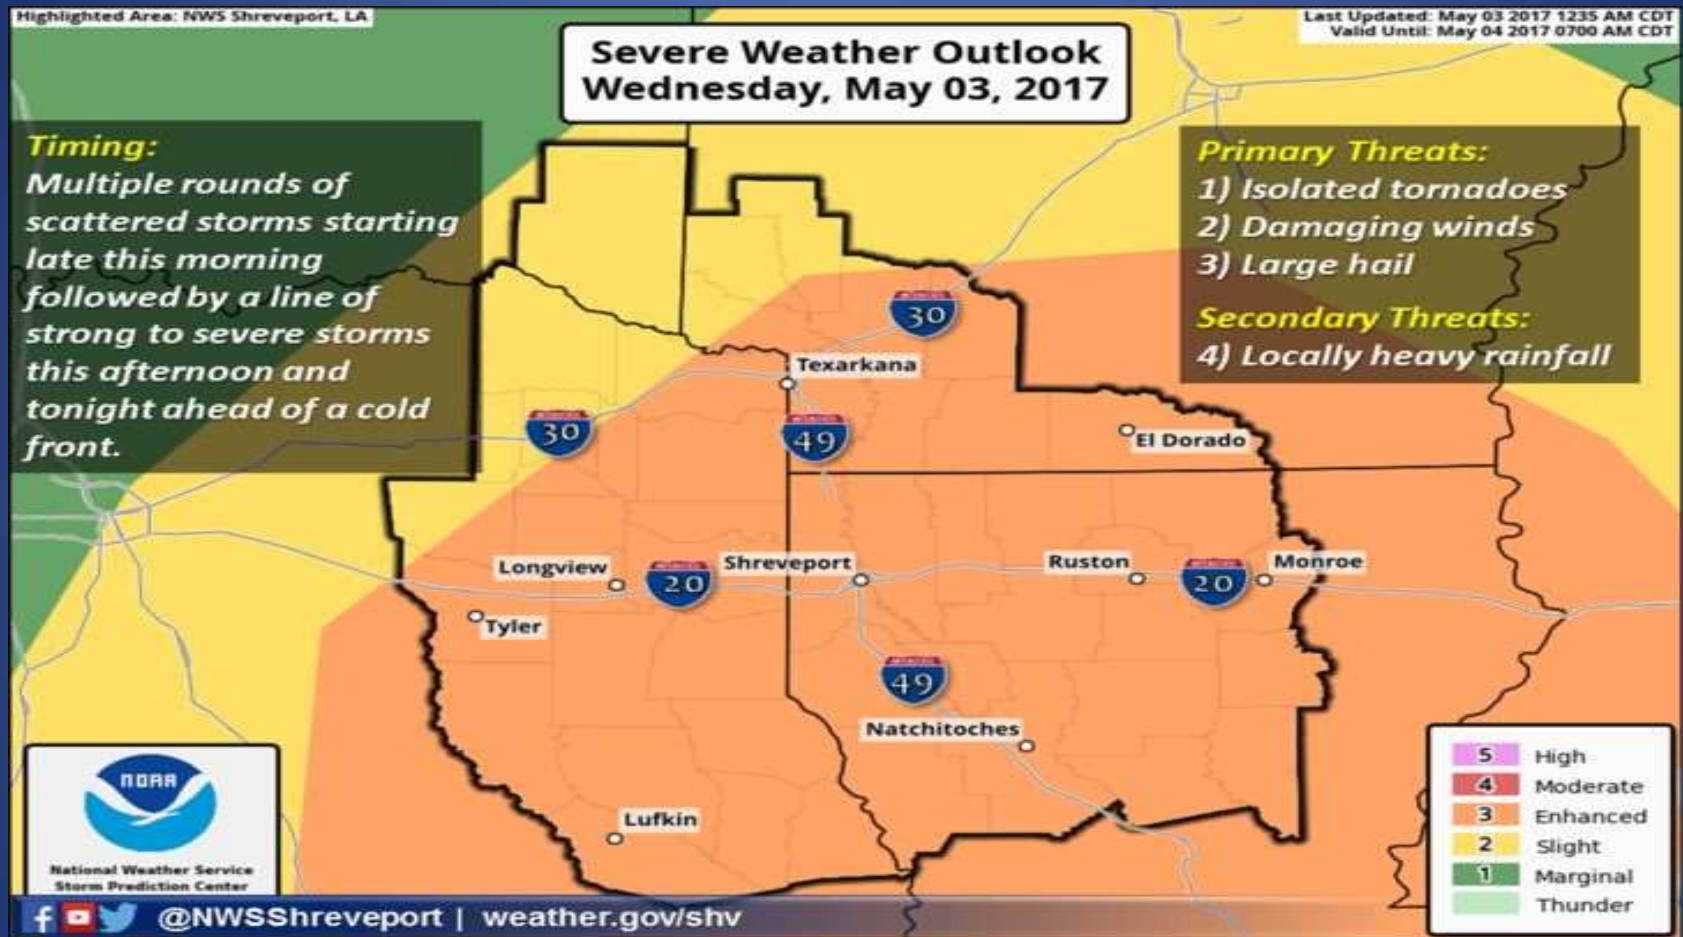 Highlighted Area: NWS Shreveport, LA
Last Updated: May 03 2017 1235 AM CDT
Valid Until: May 04 2017 0700 AM CDT
Severe Weather Outlook
Wednesday, May 03, 2017
Timing:
Multiple rounds of
scattered storms starting
late this morning
followed by a line of
strong to severe storms
this afternoon and
tonight ahead of a cold
front.
Primary Threats:
1) Isolated tornadoes
2) Damaging winds
3) Large hail
Secondary Threats:
4) Locally heavy rainfall
30
Texarkana
30
49
El Dorado
Longview
20
Shreveport
Ruston
20
Monroe
Tyler
49
Natchitoches
Lufkin
NOAA
National Weather Service
Storm Prediction Center
5 High
4 Moderate
3 Enhanced
2 Slight
1 Marginal
Thunder
@NWSShreveport | weather.gov/shv